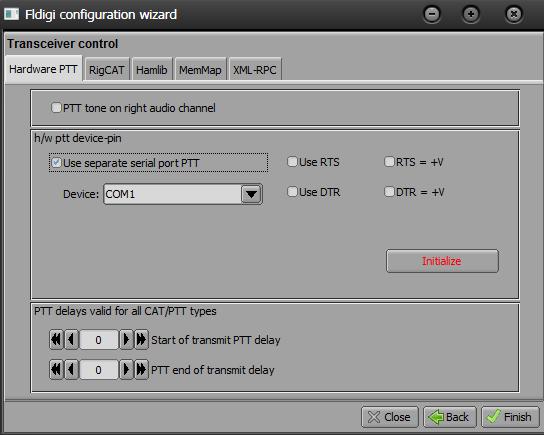 Fldigi configuration wizard
Transceiver control
Hardware PTT RigCAT Hamlib MemMap XML-RPC
PTT tone on right audio channel
h/w ptt device-pin
Use separate serial port PTT Use RTS RTS = +V
Device: COM1 Use DTR DTR = +V
Initialize
PTT delays valid for all CAT/PTT types
0 Start of transmit PTT delay
0 PTT end of transmit delay
Close Back Finish